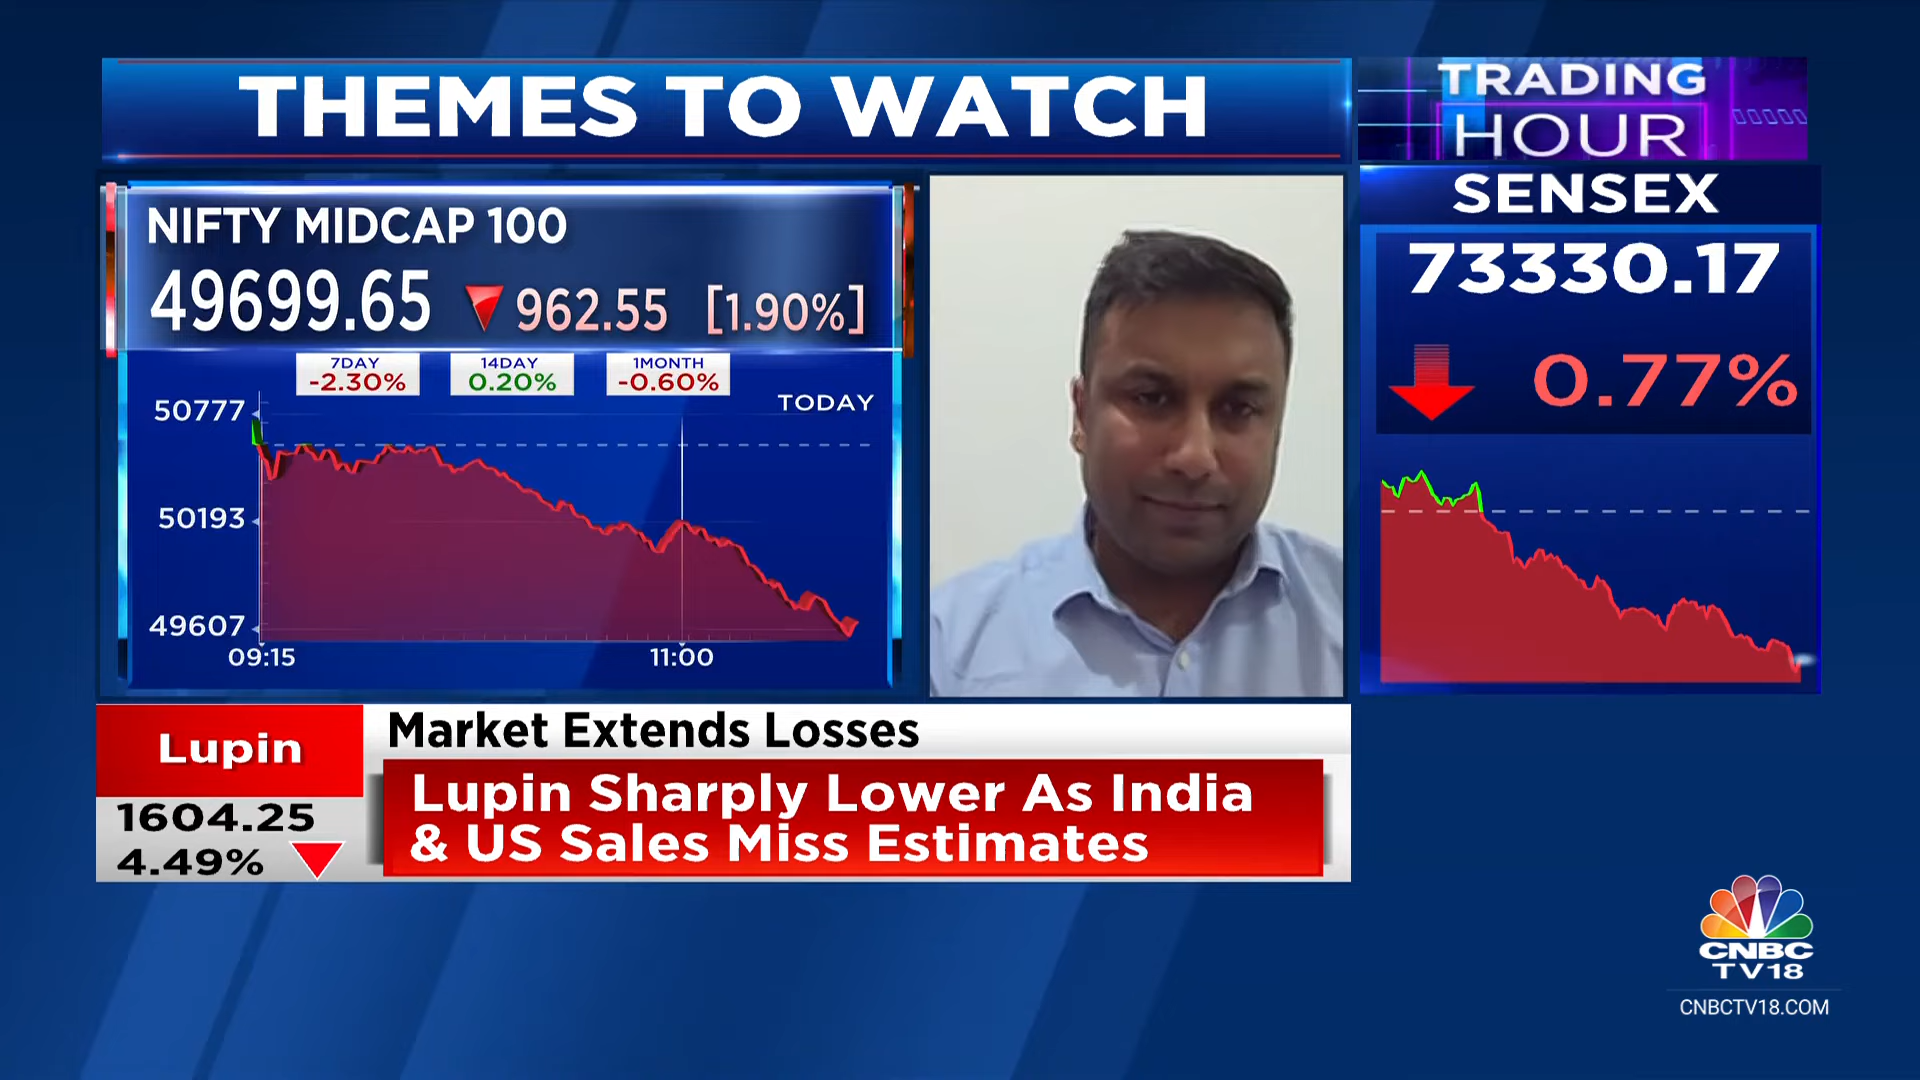 THEMES TO WATCH
TRADING
HOUR
NIFTY MIDCAP 100
49699.65 ▼ 962.55 [1.90%]
7DAY
-2.30%
14DAY
0.20%
1MONTH
-0.60%
TODAY
50777
50193
49607
09:15
11:00
SENSEX
73330.17
0.77%
Lupin
1604.25
4.49%
Market Extends Losses
Lupin Sharply Lower As India
& US Sales Miss Estimates
CNBC
TV18
CNBCTV18.COM